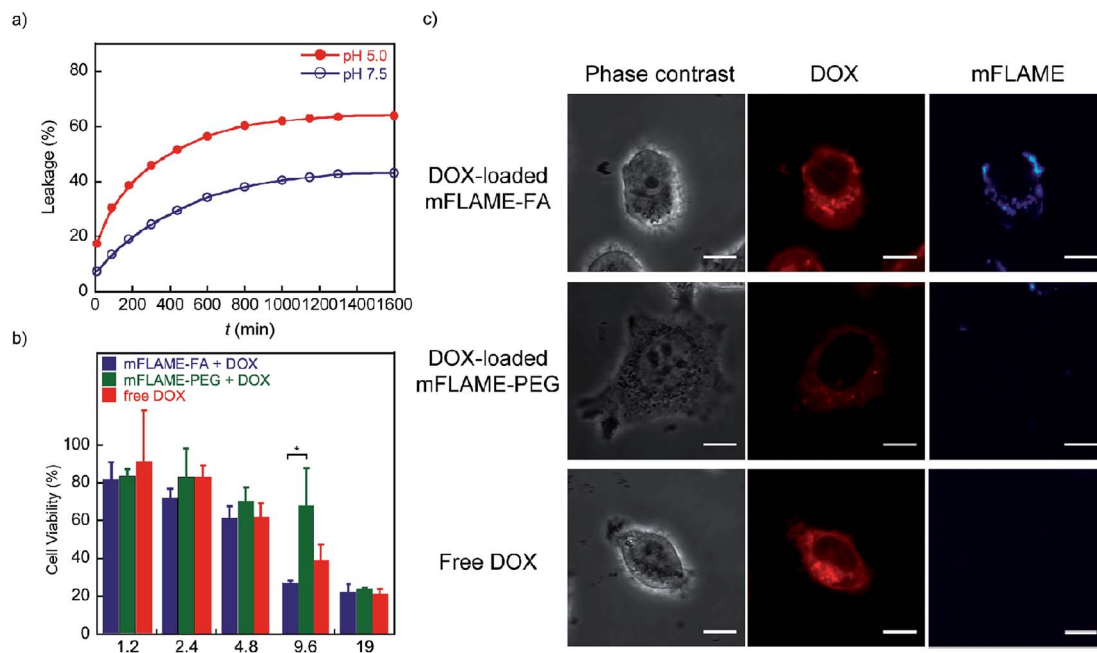 a)
80
60
40
20
0
Leakage (%)
pH 5.0
pH 7.5
0 200 400 600 800 1000 1200 1400 1600
t (min)
b)
mFLAME-FA + DOX
mFLAME-PEG + DOX
free DOX
100
80
60
40
20
0
Cell Viability (%)
*
1.2 2.4 4.8 9.6 19
c)
Phase contrast DOX mFLAME
DOX-loaded
mFLAME-FA
DOX-loaded
mFLAME-PEG
Free DOX